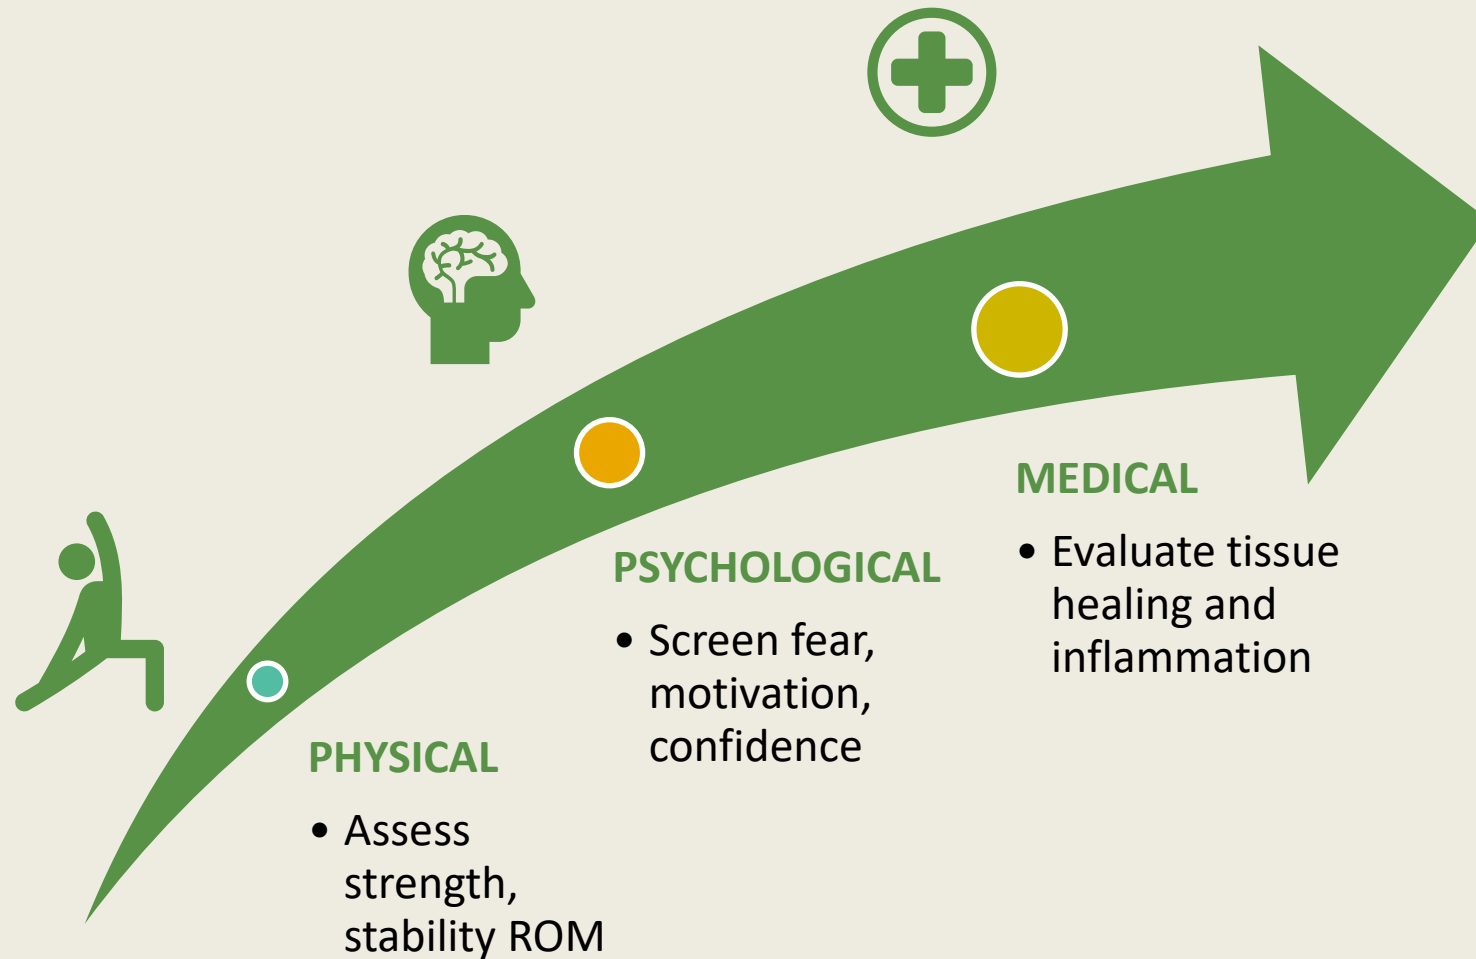 PHYSICAL
• Assess
strength,
stability ROM
PSYCHOLOGICAL
• Screen fear,
motivation,
confidence
MEDICAL
• Evaluate tissue
healing and
inflammation